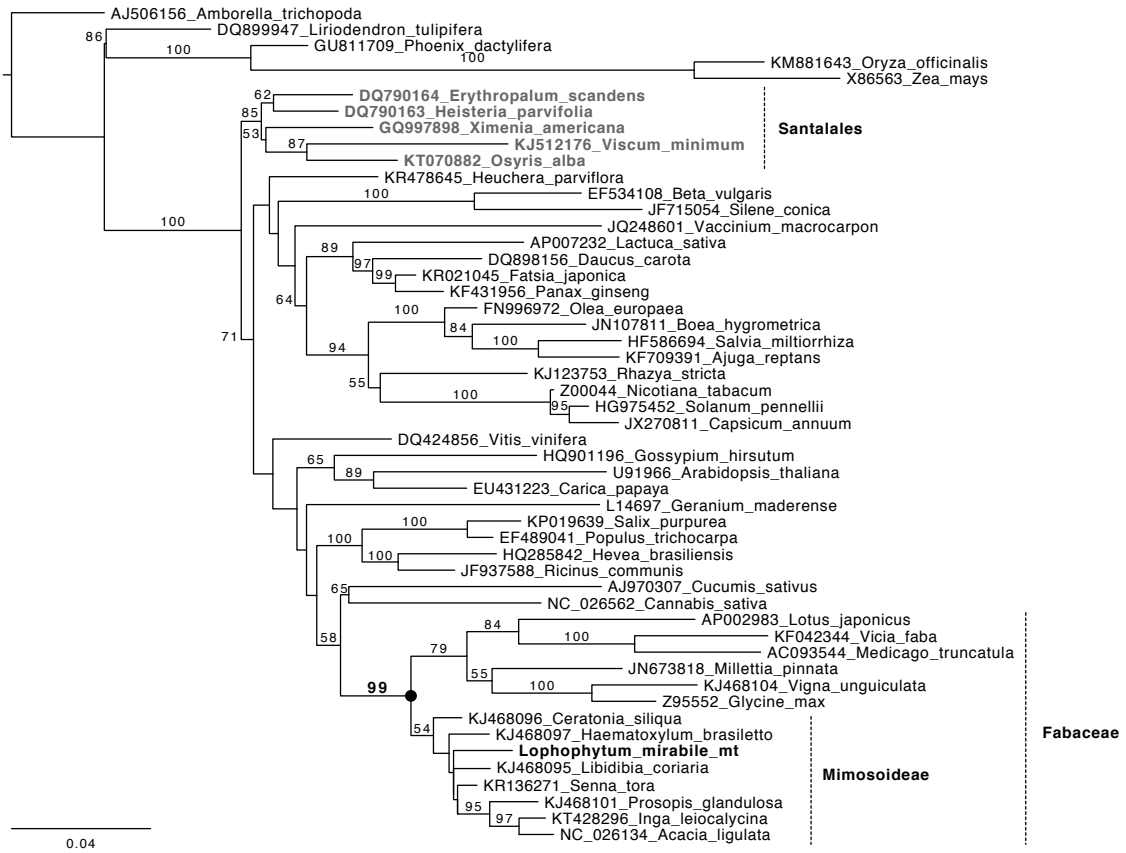 AJ506156_Amborella_trichopoda
86
DQ899947_Liriodendron_tulipifera
GU811709_Phoenix_dactylifera
100
100
KM881643_Oryza_officinalis
X86563_Zea_mays
62
DQ790164_Erythropalum_scandens
85
DQ790163_Heisteria_parvifolia
GQ997898_Ximenia_americana
Santalales
53
87
KJ512176_Viscum_minimum
KT070882_Osyris_alba
KR478645_Heuchera_parviflora
100
EF534108_Beta_vulgaris
JF715054_Silene_conica
100
JQ248601_Vaccinium_macrocarpon
89
AP007232_Lactuca_sativa
97
DQ898156_Daucus_carota
99
KR021045_Fatsia_japonica
KF431956_Panax_ginseng
64
100
FN996972_Olea_europaea
84
JN107811_Boea_hygrometrica
71
100
HF586694_Salvia_miltiorrhiza
94
KF709391_Ajuga_reptans
KJ123753_Rhazya_stricta
55
100
Z00044_Nicotiana_tabacum
95
HG975452_Solanum_pennellii
JX270811_Capsicum_annuum
DQ424856_Vitis_vinifera
65
HQ901196_Gossypium_hirsutum
89
U91966_Arabidopsis_thaliana
EU431223_Carica_papaya
L14697_Geranium_maderense
100
KP019639_Salix_purpurea
100
EF489041_Populus_trichocarpa
100
HQ285842_Hevea_brasiliensis
JF937588_Ricinus_communis
65
AJ970307_Cucumis_sativus
NC_026562_Cannabis_sativa
58
84
AP002983_Lotus_japonicus
100
KF042344_Vicia_faba
79
AC093544_Medicago_truncatula
55
JN673818_Millettia_pinnata
99
100
KJ468104_Vigna_unguiculata
Z95552_Glycine_max
54
KJ468096_Ceratonia_siliqua
KJ468097_Haematoxylum_brasiletto
Fabaceae
Lophophytum_mirabile_mt
KJ468095_Libidibia_coriaria
Mimosoideae
KR136271_Senna_tora
95
KJ468101_Prosopis_glandulosa
97
KT428296_Inga_leiocalycina
NC_026134_Acacia_ligulata
0.04